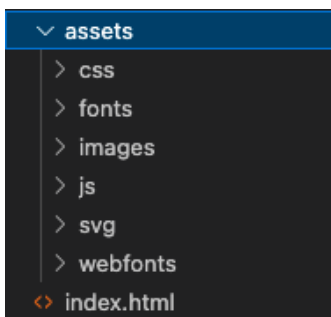 assets
css
fonts
images
js
svg
webfonts
index.html